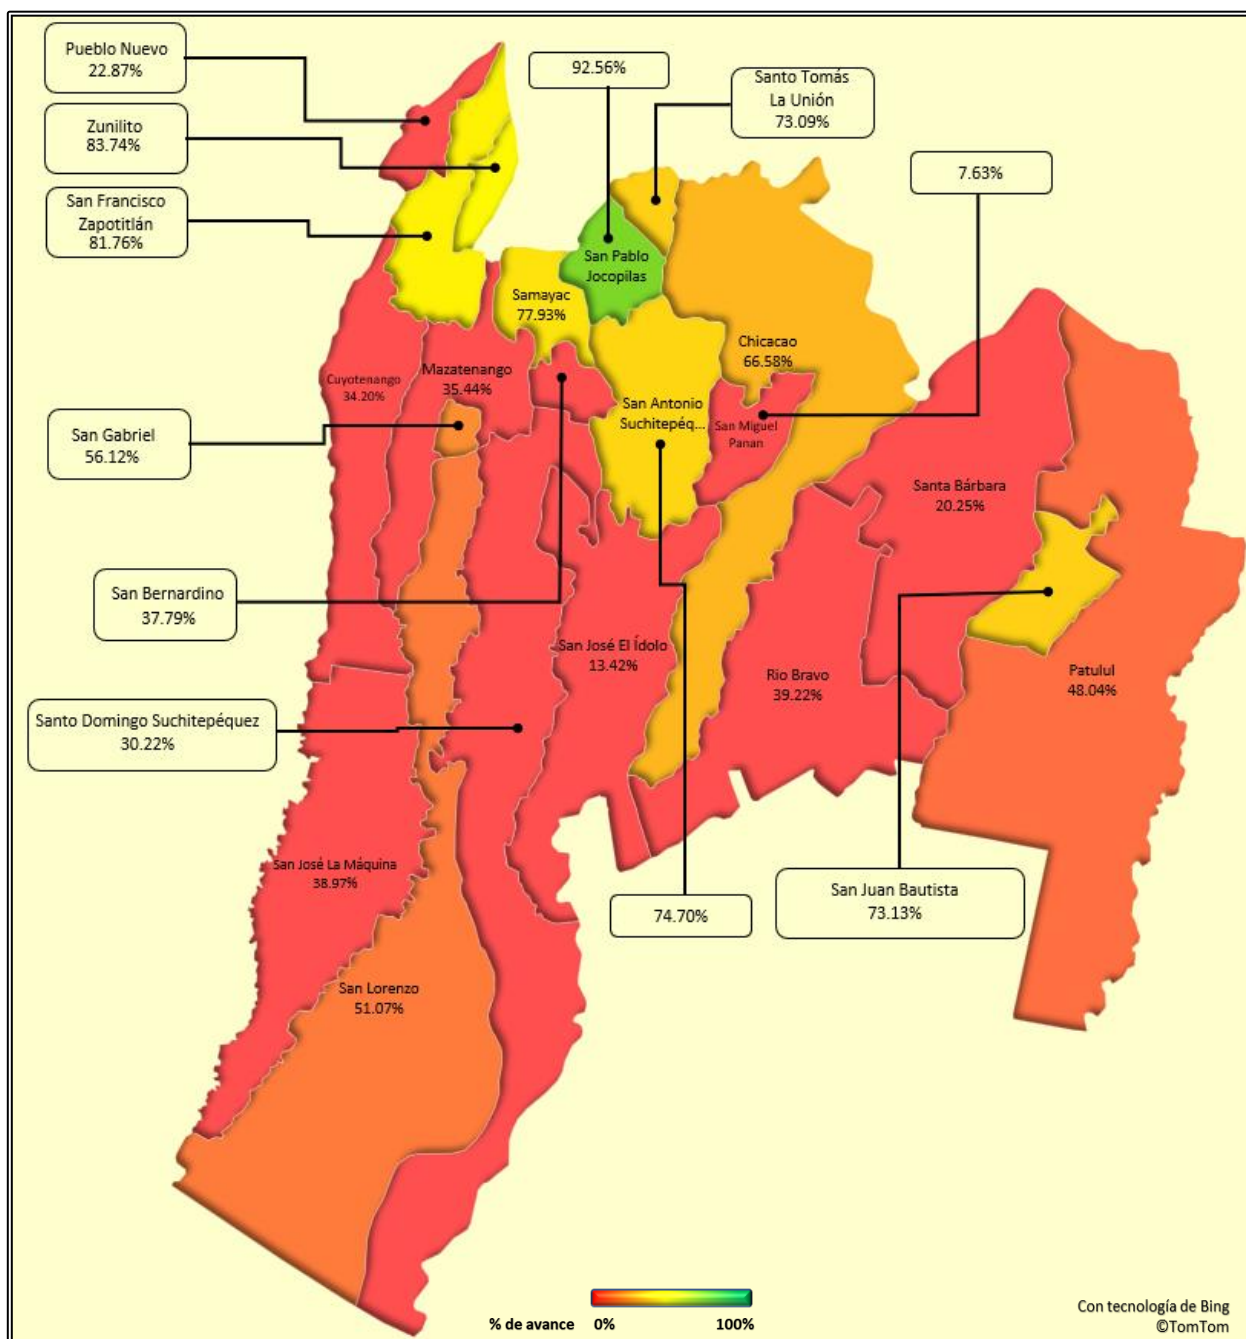 Pueblo Nuevo
22.87%
92.56%
Santo Tomás
La Unión
73.09%
Zunilito
83.74%
7.63%
San Francisco
Zapotitlán
81.76%
San Pablo
Jocopilas
Samayac
77.93%
Chicacao
66.58%
Cuyotenango
34.20%
Mazatenango
35.44%
San Antonio
Suchitepéq...
San Miguel
Panan
San Gabriel
56.12%
Santa Bárbara
20.25%
San Bernardino
37.79%
San José El Ídolo
13.42%
Rio Bravo
39.22%
Patulul
48.04%
Santo Domingo Suchitepéquez
30.22%
San José La Máquina
38.97%
San Juan Bautista
73.13%
74.70%
San Lorenzo
51.07%
% de avance 0% 100%
Con tecnología de Bing
©TomTom